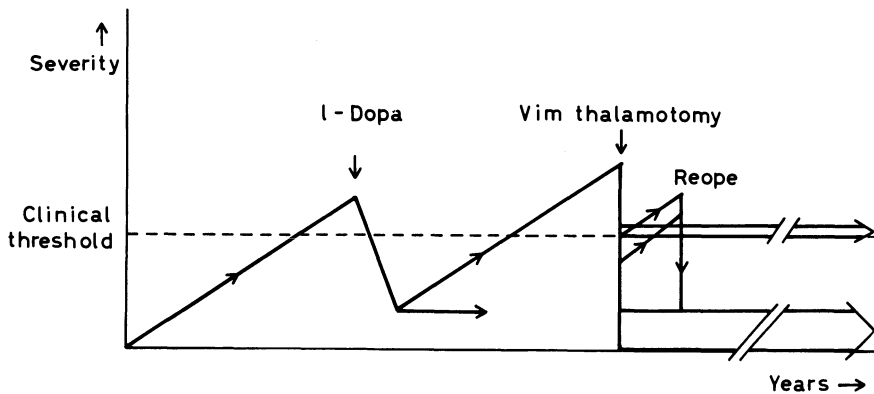 Severity
l-Dopa
Vim thalamotomy
Reope
Clinical
threshold
Years